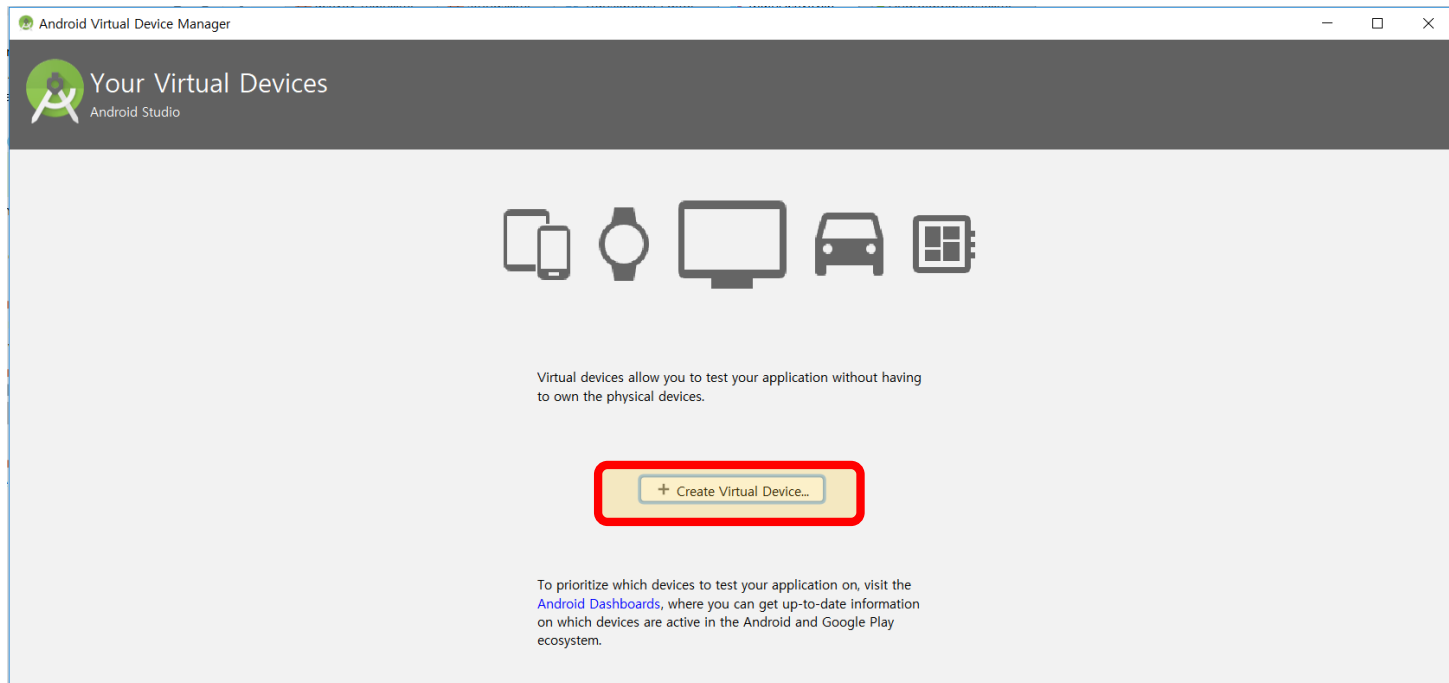 Android Virtual Device Manager
Your Virtual Devices
Android Studio
Virtual devices allow you to test your application without having
to own the physical devices.
+ Create Virtual Device...
To prioritize which devices to test your application on, visit the
Android Dashboards, where you can get up-to-date information
on which devices are active in the Android and Google Play
ecosystem.